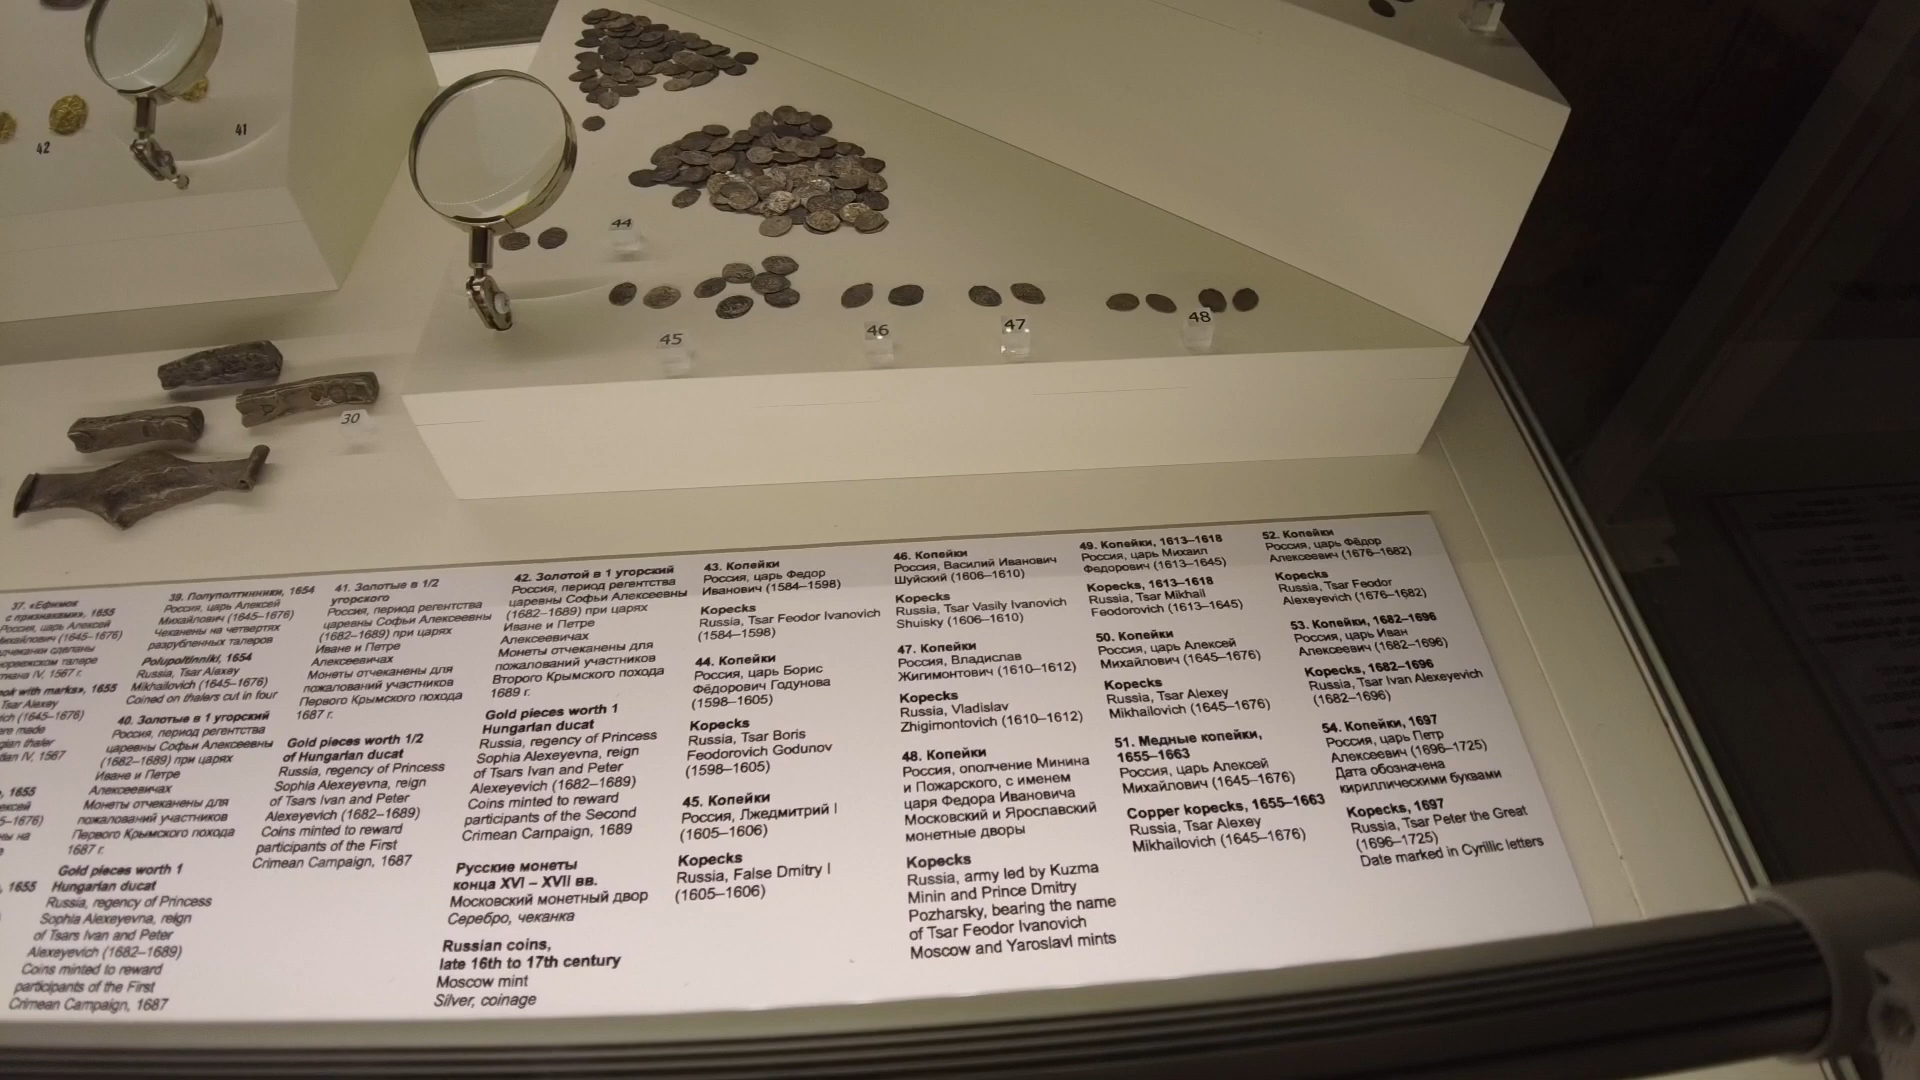 42
41
44
45
46
47
48
30
37. «Ефимок
с признаками», 1655
Россия, царь Алексей
Михайлович (1645–1676)
1567 г.
with marks», 1655
Tsar Alexey
(1645–1676)
made
thaler
IV, 1567
1655
1655
39. Полуполтинники, 1654
Россия, царь Алексей
Михайлович (1645–1676)
Чеканены на четвертях
разрубленных талеров
Polupoltinniki, 1654
Russia, Tsar Alexey
Mikhailovich (1645–1676)
Coined on thalers cut in four
40. Золотые в 1 угорский
Россия, период регентства
царевны Софьи Алексеевны
(1682–1689) при царях
Иване и Петре
Алексеевичах
Монеты отчеканены для
пожалований участников
Первого Крымского похода
1687 г.
Gold pieces worth 1
Hungarian ducat
Russia, regency of Princess
Sophia Alexeyevna, reign
of Tsars Ivan and Peter
Alexeyevich (1682–1689)
Coins minted to reward
participants of the First
Crimean Campaign, 1687
41. Золотые в 1/2
угорского
Россия, период регентства
царевны Софьи Алексеевны
(1682–1689) при царях
Иване и Петре
Алексеевичах
Монеты отчеканены для
пожалований участников
Первого Крымского похода
1687 г.
Gold pieces worth 1/2
of Hungarian ducat
Russia, regency of Princess
Sophia Alexeyevna, reign
of Tsars Ivan and Peter
Alexeyevich (1682–1689)
Coins minted to reward
participants of the First
Crimean Campaign, 1687
42. Золотой в 1 угорский
Россия, период регентства
царевны Софьи Алексеевны
(1682–1689) при царях
Иване и Петре
Алексеевичах
Монеты отчеканены для
пожалований участников
Второго Крымского похода
1689 г.
Gold pieces worth 1
Hungarian ducat
Russia, regency of Princess
Sophia Alexeyevna, reign
of Tsars Ivan and Peter
Alexeyevich (1682–1689)
Coins minted to reward
participants of the Second
Crimean Campaign, 1689
Русские монеты
конца XVI – XVII вв.
Московский монетный двор
Серебро, чеканка
Russian coins,
late 16th to 17th century
Moscow mint
Silver, coinage
43. Копейки
Россия, царь Федор
Иванович (1584–1598)
Kopecks
Russia, Tsar Feodor Ivanovich
(1584–1598)
44. Копейки
Россия, царь Борис
Фёдорович Годунова
(1598–1605)
Kopecks
Russia, Tsar Boris
Feodorovich Godunov
(1598–1605)
45. Копейки
Россия, Лжедмитрий I
(1605–1606)
Kopecks
Russia, False Dmitry I
(1605–1606)
46. Копейки
Россия, Василий Иванович
Шуйский (1606–1610)
Kopecks
Russia, Tsar Vasily Ivanovich
Shuisky (1606–1610)
47. Копейки
Россия, Владислав
Жигимонтович (1610–1612)
Kopecks
Russia, Vladislav
Zhigimontovich (1610–1612)
48. Копейки
Россия, ополчение Минина
и Пожарского, с именем
царя Федора Ивановича
Московский и Ярославский
монетные дворы
Kopecks
Russia, army led by Kuzma
Minin and Prince Dmitry
Pozharsky, bearing the name
of Tsar Feodor Ivanovich
Moscow and Yaroslavl mints
49. Копейки, 1613–1618
Россия, царь Михаил
Федорович (1613–1645)
Kopecks, 1613–1618
Russia, Tsar Mikhail
Feodorovich (1613–1645)
50. Копейки
Россия, царь Алексей
Михайлович (1645–1676)
Kopecks
Russia, Tsar Alexey
Mikhailovich (1645–1676)
51. Медные копейки,
1655–1663
Россия, царь Алексей
Михайлович (1645–1676)
Copper kopecks, 1655–1663
Russia, Tsar Alexey
Mikhailovich (1645–1676)
52. Копейки
Россия, царь Фёдор
Алексеевич (1676–1682)
Kopecks
Russia, Tsar Feodor
Alexeyevich (1676–1682)
53. Копейки, 1682–1696
Россия, царь Иван
Алексеевич (1682–1696)
Kopecks, 1682–1696
Russia, Tsar Ivan Alexeyevich
(1682–1696)
54. Копейки, 1697
Россия, царь Петр
Алексеевич (1696–1725)
Дата обозначена
кириллическими буквами
Kopecks, 1697
Russia, Tsar Peter the Great
(1696–1725)
Date marked in Cyrillic letters